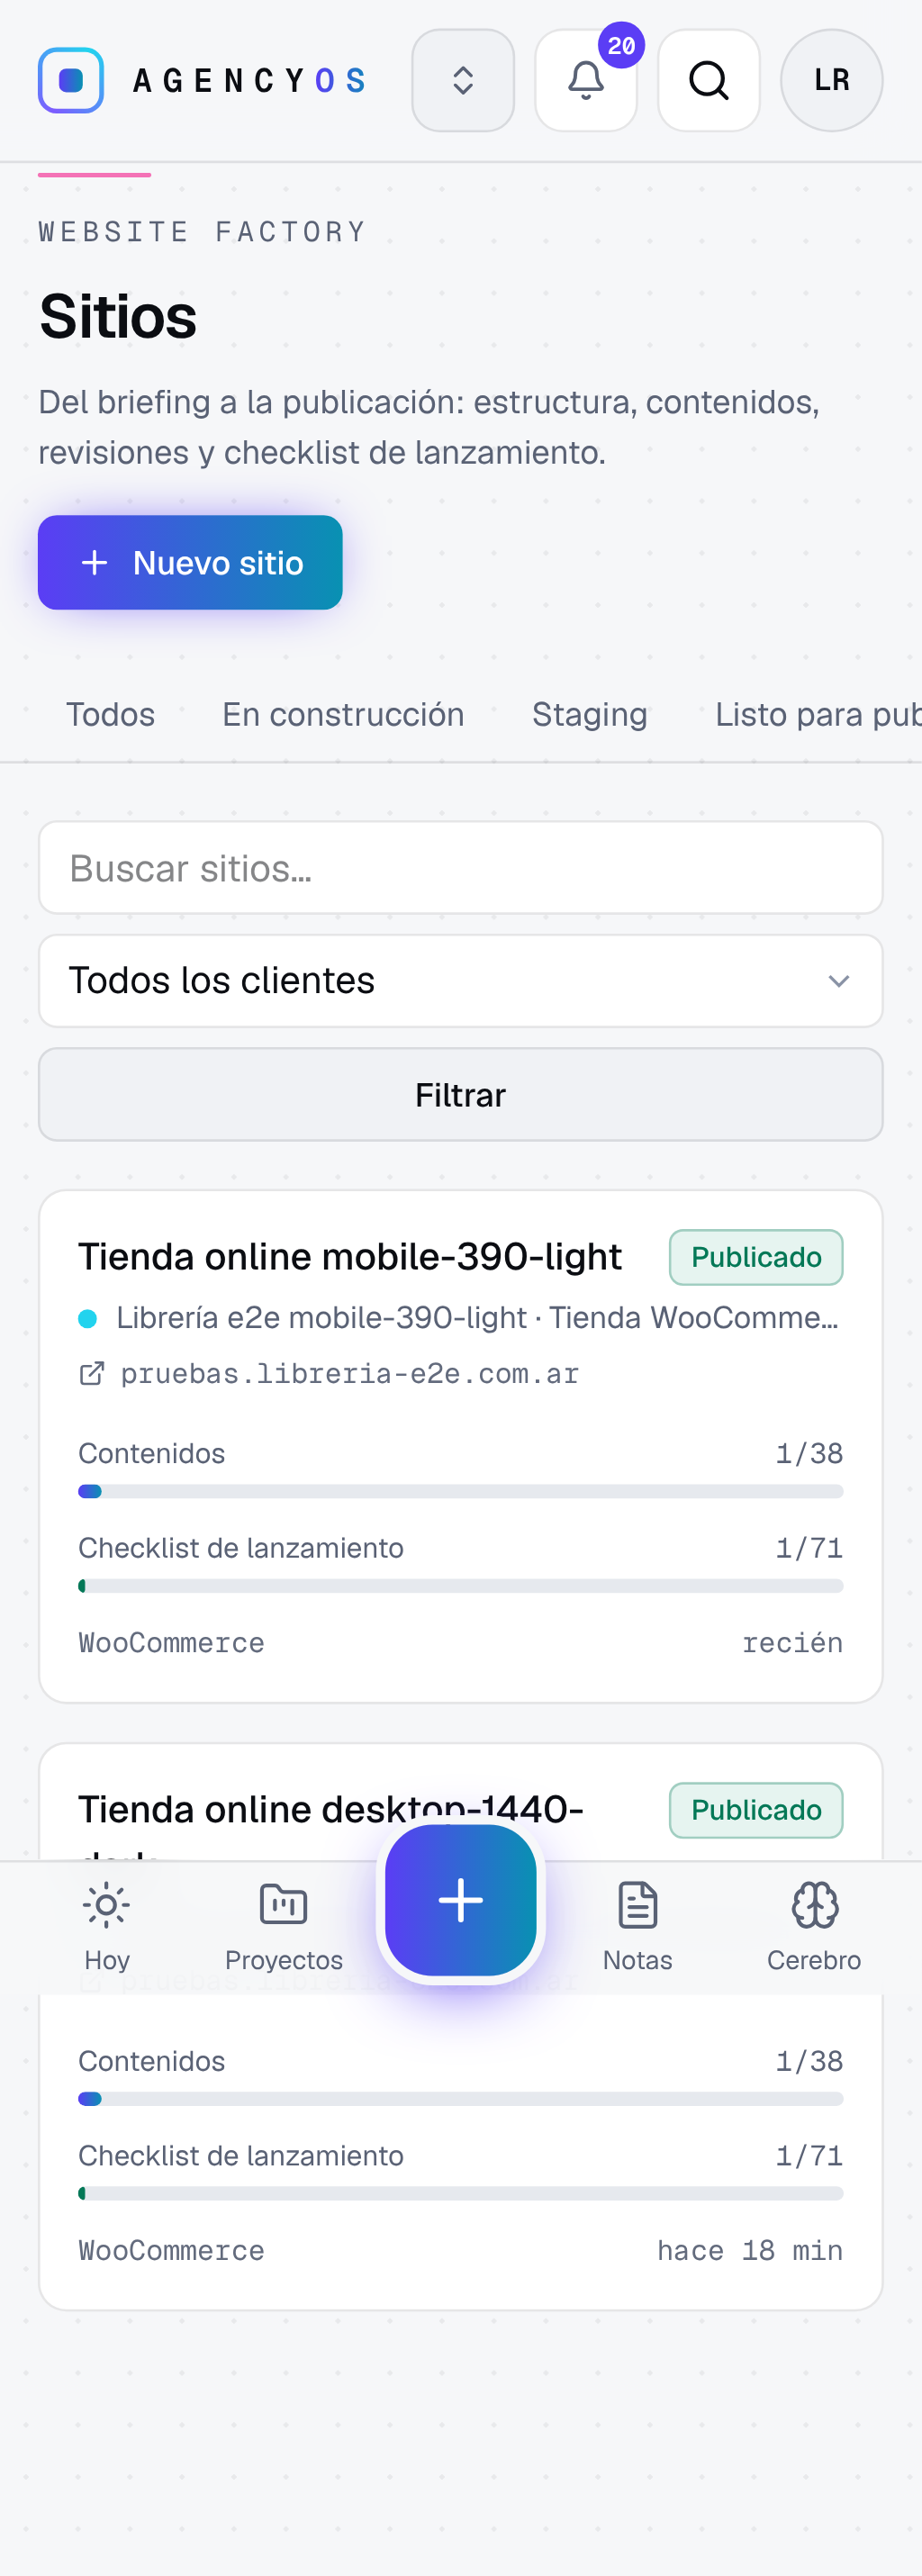 AGENCYOS
20
LR
WEBSITE FACTORY
Sitios
Del briefing a la publicación: estructura, contenidos,
revisiones y checklist de lanzamiento.
Nuevo sitio
Todos En construcción Staging Listo para pub
Buscar sitios...
Todos los clientes
Filtrar
Tienda online mobile-390-light Publicado
Librería e2e mobile-390-light · Tienda WooComme...
pruebas.libreria-e2e.com.ar
Contenidos 1/38
Checklist de lanzamiento 1/71
WooCommerce recién
Tienda online desktop-1440- Publicado
Hoy Proyectos Notas Cerebro
Contenidos 1/38
Checklist de lanzamiento 1/71
WooCommerce hace 18 min